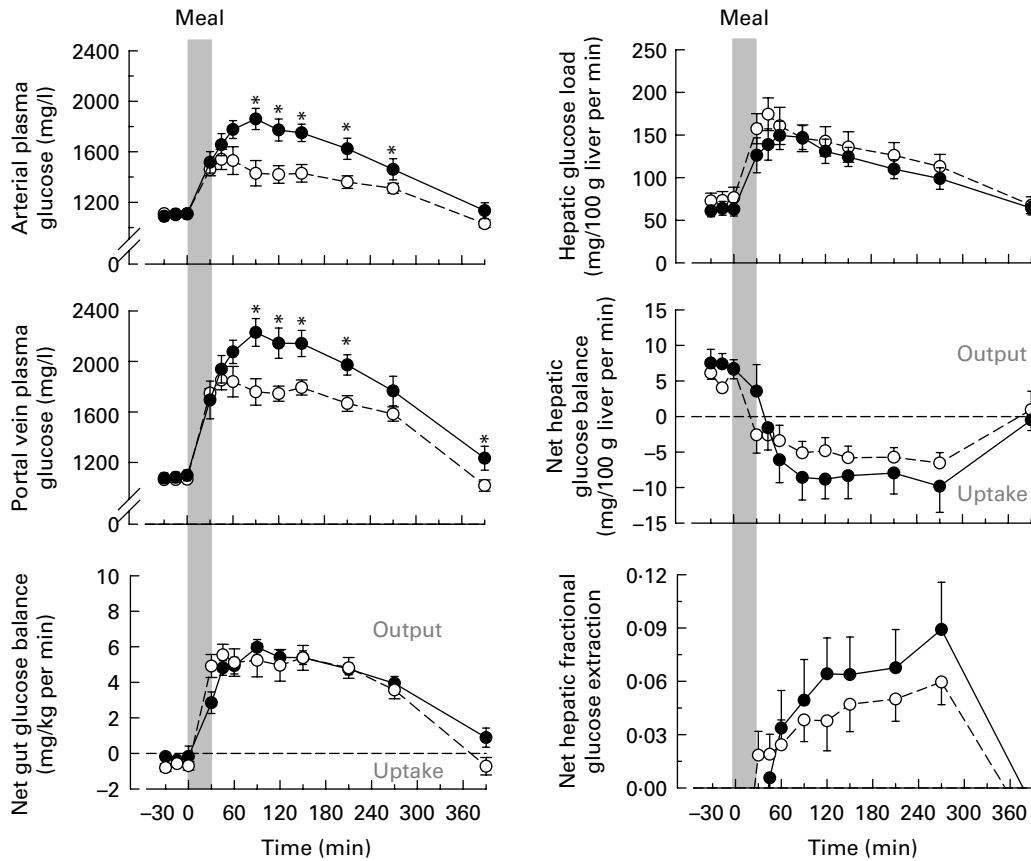 Meal
Arterial plasma
glucose (mg/l)
2400
2000
1600
1200
0
*
*
*
*
*
Portal vein plasma
glucose (mg/l)
2400
2000
1600
1200
0
*
*
*
*
*
Net gut glucose balance
(mg/kg per min)
10
8
6
4
2
0
−2
Output
Uptake
−30 0 60 120 180 240 300 360
Time (min)
Meal
Hepatic glucose load
(mg/100 g liver per min)
250
200
150
100
50
0
Net hepatic
glucose balance
(mg/100 g liver per min)
15
10
5
0
−5
−10
−15
Output
Uptake
Net hepatic fractional
glucose extraction
0·12
0·09
0·06
0·03
0·00
−30 0 60 120 180 240 300 360
Time (min)